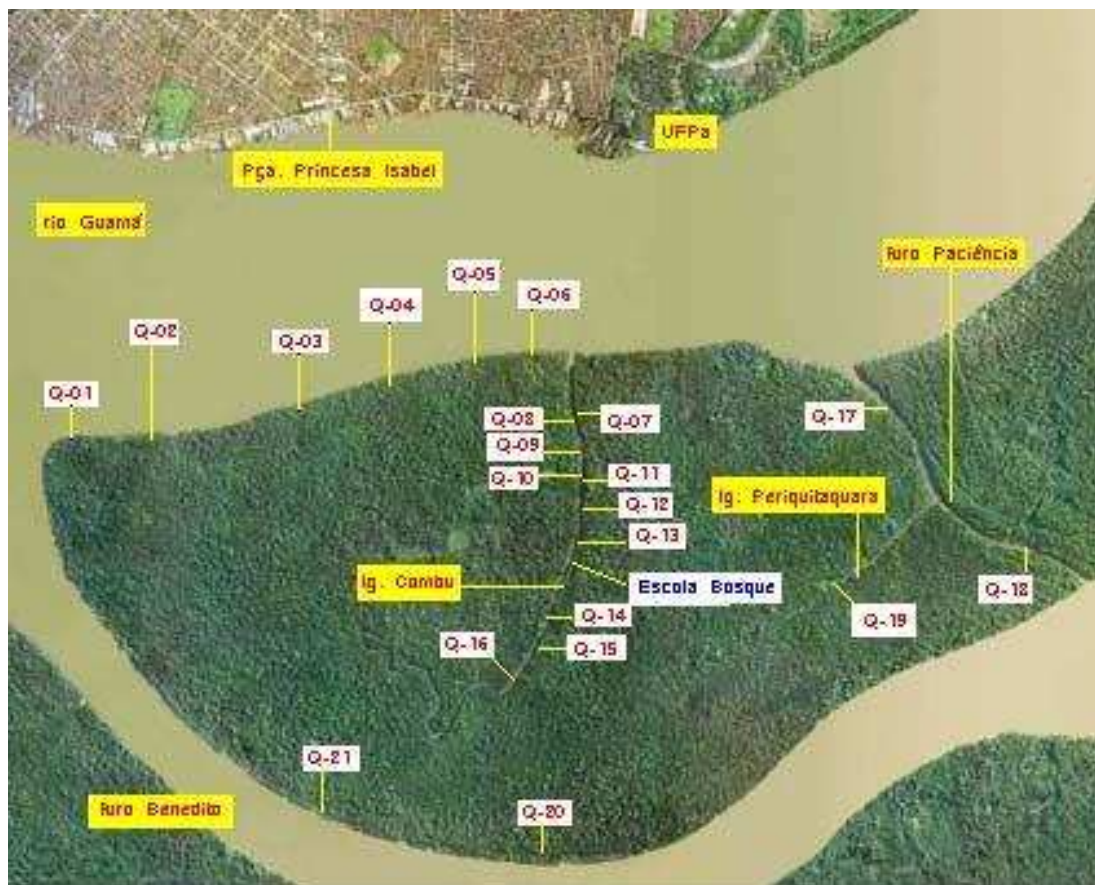 UFPa
Pça. Princesa Isabel
rio Guamá
furo Paciência
Q-05
Q-06
Q-04
Q-02
Q-03
Q-01
Q-08
Q-07
Q-17
Q-09
Q-10
Q-11
Ig. Periquitaquara
Q-12
Q-13
Ig. Combu
Escola Bosque
Q-18
Q-14
Q-19
Q-16
Q-15
Q-21
furo Benedito
Q-20